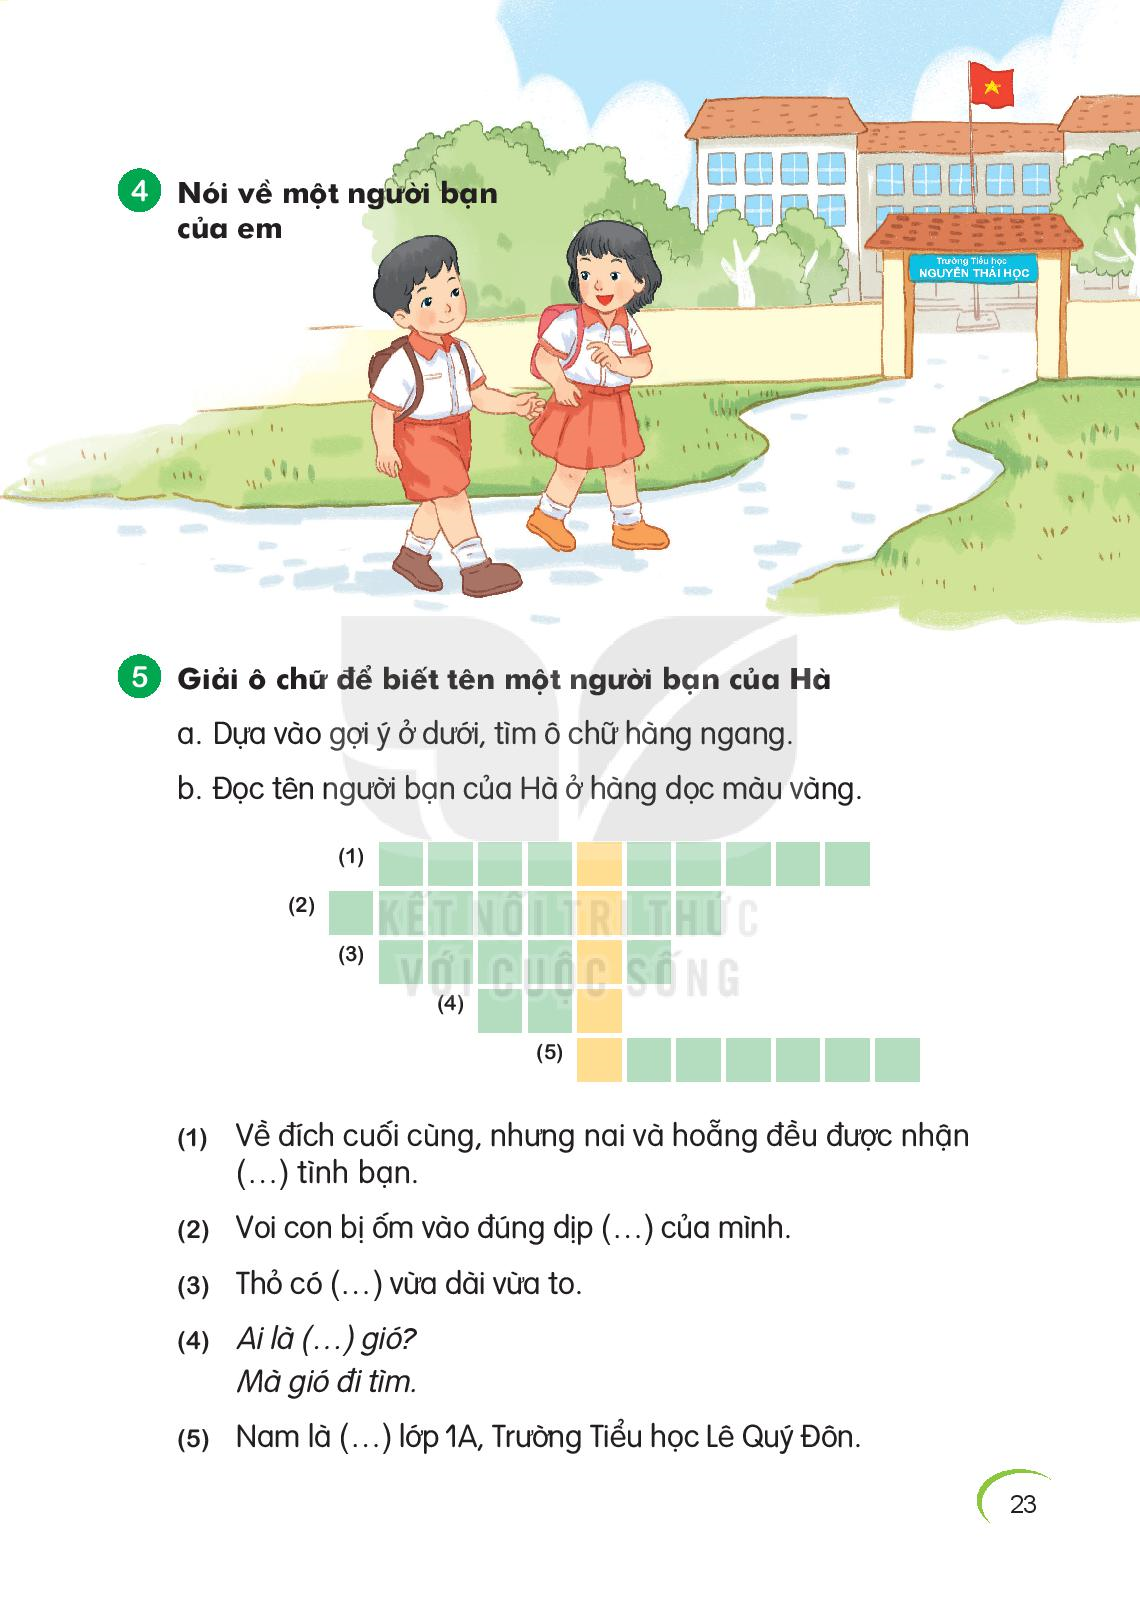 4 Nói về một người bạn
của em
Trường Tiểu học
NGUYỄN THÁI HỌC
5 Giải ô chữ để biết tên một người bạn của Hà
a. Dựa vào gợi ý ở dưới, tìm ô chữ hàng ngang.
b. Đọc tên người bạn của Hà ở hàng dọc màu vàng.
(1)
(2)
KẾT NỐI TRI THỨC
(3)
VỚI CUỘC SỐNG
(4)
(5)
(1) Về đích cuối cùng, nhưng nai và hoẵng đều được nhận
(...) tình bạn.
(2) Voi con bị ốm vào đúng dịp (...) của mình.
(3) Thỏ có (...) vừa dài vừa to.
(4) Ai là (...) gió?
Mà gió đi tìm.
(5) Nam là (...) lớp 1A, Trường Tiểu học Lê Quý Đôn.
23